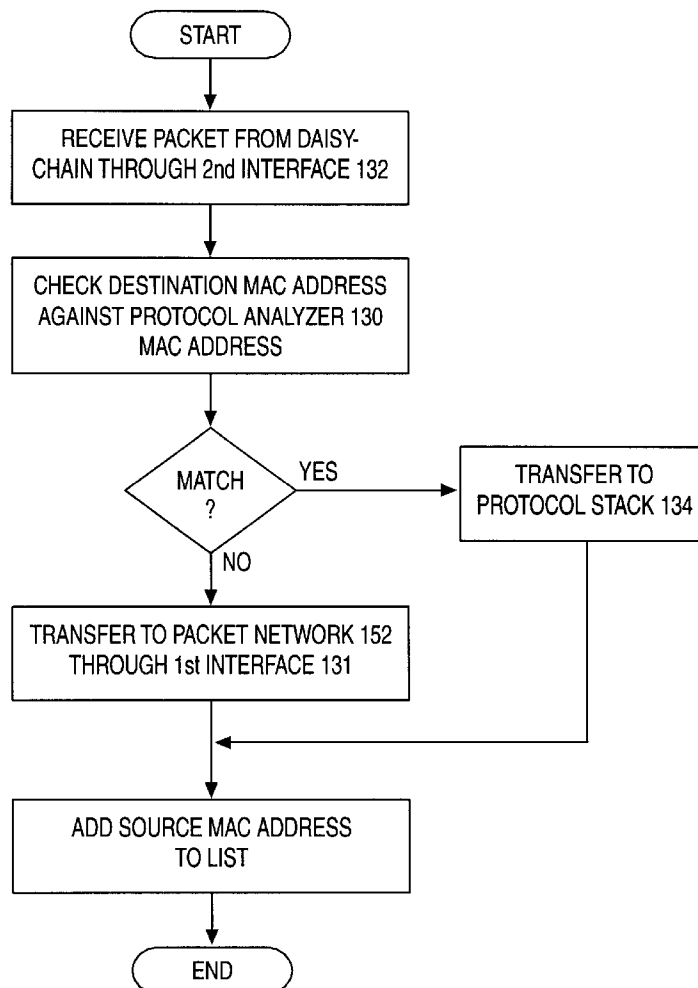 START
RECEIVE PACKET FROM DAISY-
CHAIN THROUGH 2nd INTERFACE 132
CHECK DESTINATION MAC ADDRESS
AGAINST PROTOCOL ANALYZER 130
MAC ADDRESS
MATCH
?
YES
TRANSFER TO
PROTOCOL STACK 134
NO
TRANSFER TO PACKET NETWORK 152
THROUGH 1st INTERFACE 131
ADD SOURCE MAC ADDRESS
TO LIST
END